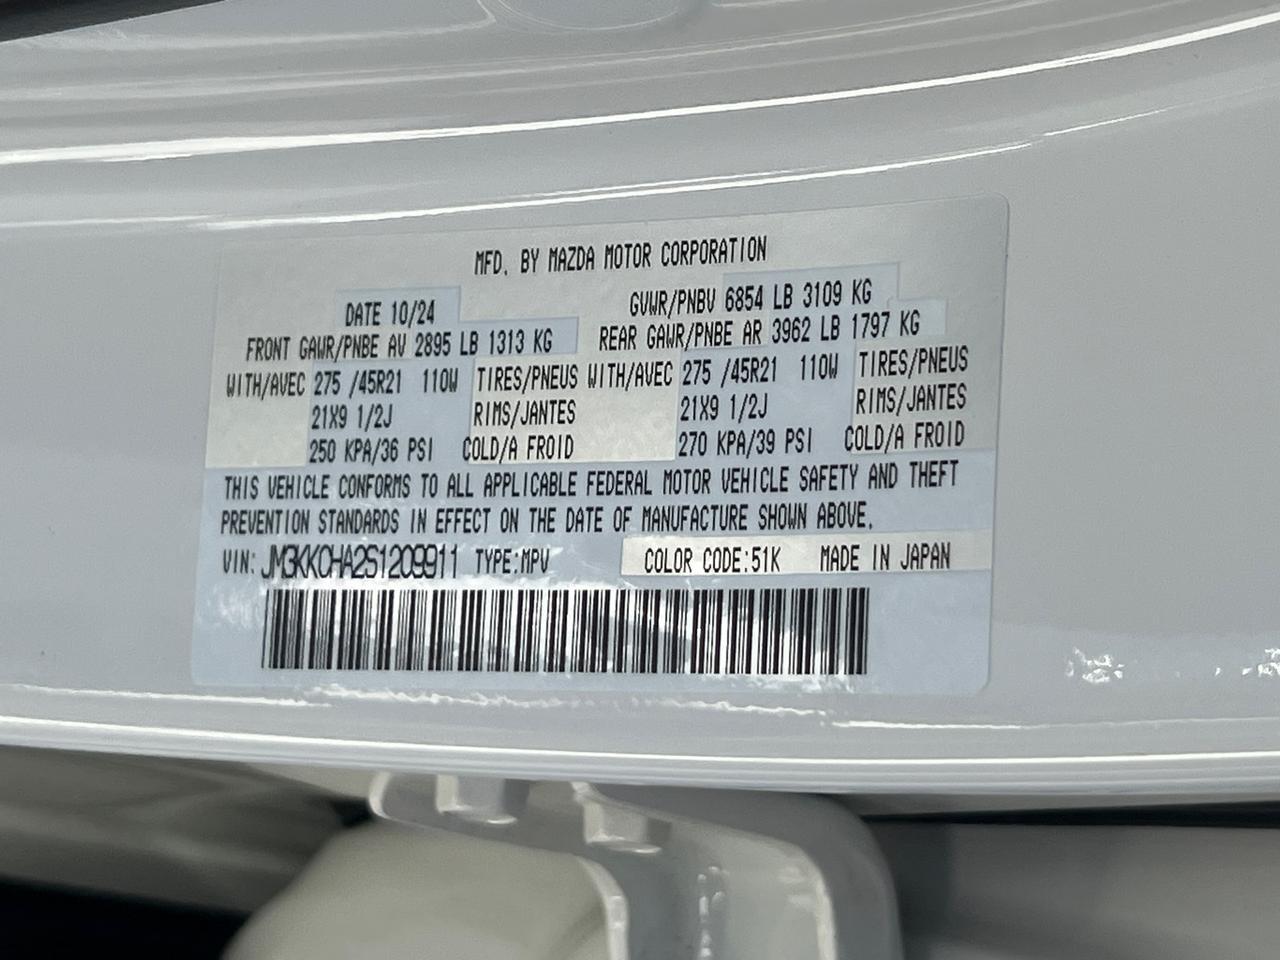 MFD. BY MAZDA MOTOR CORPORATION
DATE 10/24 GVWR/PNBV 6854 LB 3109 KG
FRONT GAWR/PNBE AV 2895 LB 1313 KG REAR GAWR/PNBE AR 3962 LB 1797 KG
WITH/AVEC 275 /45R21 110W TIRES/PNEUS WITH/AVEC 275 /45R21 110W TIRES/PNEUS
21X9 1/2J RIMS/JANTES 21X9 1/2J RIMS/JANTES
250 KPA/36 PSI COLD/A FROID 270 KPA/39 PSI COLD/A FROID
THIS VEHICLE CONFORMS TO ALL APPLICABLE FEDERAL MOTOR VEHICLE SAFETY AND THEFT
PREVENTION STANDARDS IN EFFECT ON THE DATE OF MANUFACTURE SHOWN ABOVE.
VIN: JM3KKCHA2S1209911 TYPE:MPV COLOR CODE:51K MADE IN JAPAN